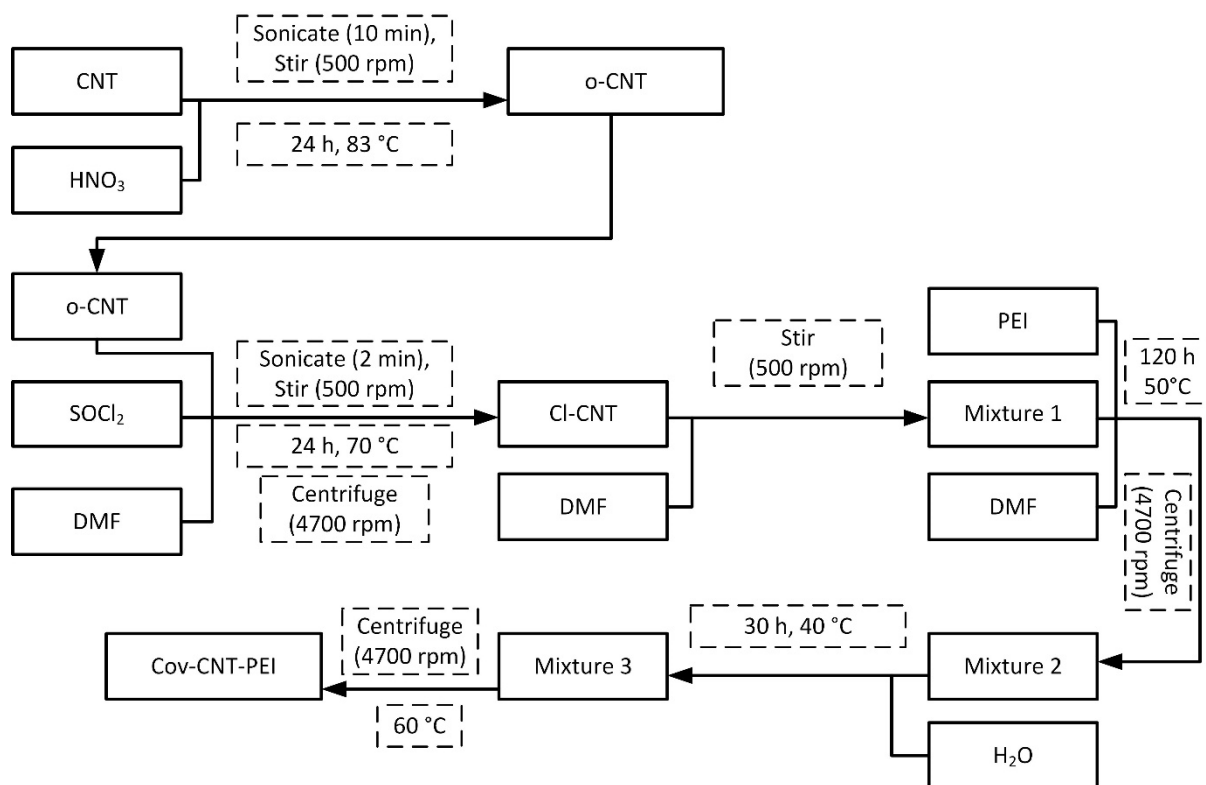 Sonicate (10 min),
Stir (500 rpm)
CNT
o-CNT
24 h, 83 °C
HNO₃
o-CNT
PEI
Stir
(500 rpm)
120 h
50°C
Sonicate (2 min),
Stir (500 rpm)
SOCl₂
Cl-CNT
Mixture 1
24 h, 70 °C
Centrifuge
(4700 rpm)
DMF
DMF
DMF
Centrifuge
(4700 rpm)
30 h, 40 °C
Centrifuge
(4700 rpm)
Cov-CNT-PEI
Mixture 3
Mixture 2
60 °C
H₂O